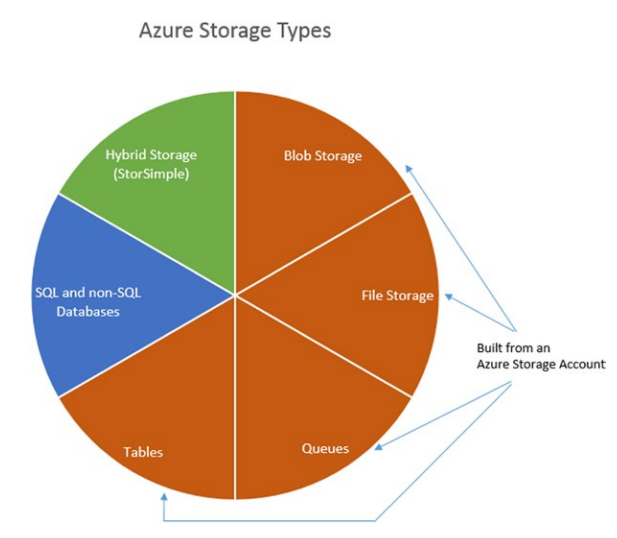 Azure Storage Types
Hybrid Storage
(StorSimple)
Blob Storage
SQL and non-SQL
Databases
File Storage
Built from an
Azure Storage Account
Tables
Queues